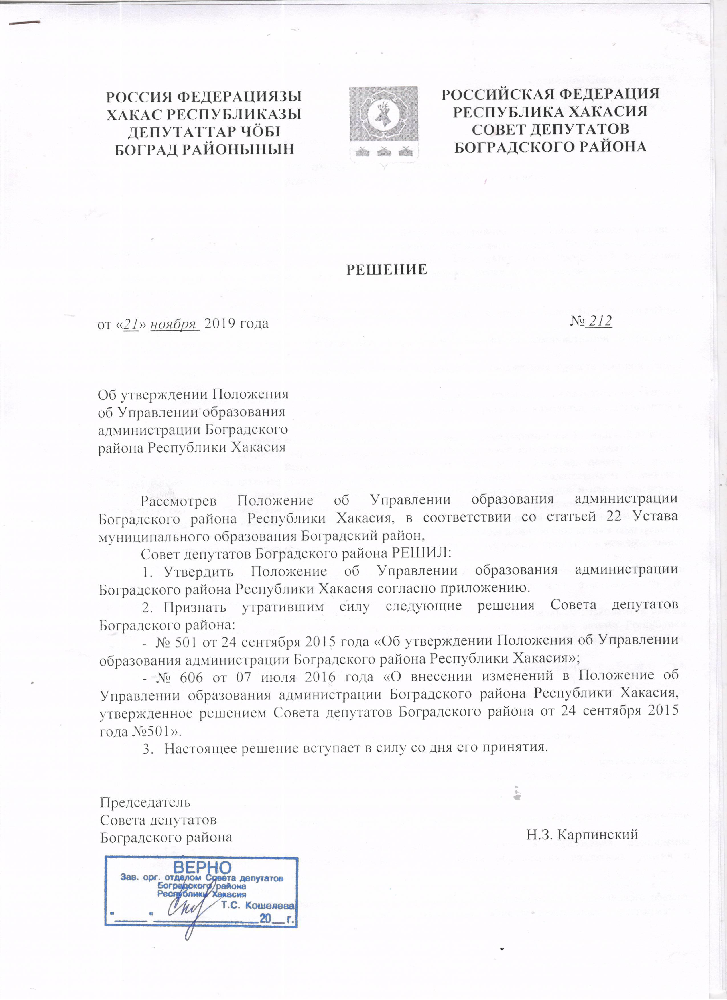 РОССИЯ ФЕДЕРАЦИЯЗЫ
ХАКАС РЕСПУБЛИКАЗЫ
ДЕПУТАТТАР ЧÖБI
БОГРАД РАЙОНЫНЫН
РОССИЙСКАЯ ФЕДЕРАЦИЯ
РЕСПУБЛИКА ХАКАСИЯ
СОВЕТ ДЕПУТАТОВ
БОГРАДСКОГО РАЙОНА
РЕШЕНИЕ
от «21» ноября 2019 года № 212
Об утверждении Положения
об Управлении образования
администрации Боградского
района Республики Хакасия
Рассмотрев Положение об Управлении образования администрации
Боградского района Республики Хакасия, в соответствии со статьей 22 Устава
муниципального образования Боградский район,
Совет депутатов Боградского района РЕШИЛ:
1. Утвердить Положение об Управлении образования администрации
Боградского района Республики Хакасия согласно приложению.
2. Признать утратившим силу следующие решения Совета депутатов
Боградского района:
- № 501 от 24 сентября 2015 года «Об утверждении Положения об Управлении
образования администрации Боградского района Республики Хакасия»;
- № 606 от 07 июля 2016 года «О внесении изменений в Положение об
Управлении образования администрации Боградского района Республики Хакасия,
утвержденное решением Совета депутатов Боградского района от 24 сентября 2015
года №501».
3. Настоящее решение вступает в силу со дня его принятия.
Председатель
Совета депутатов
Боградского района Н.З. Карпинский
ВЕРНО
Зав. орг. отделом Совета депутатов
Боградского района
Республики Хакасия
Т.С. Кошелева
"____" ____________20__г.